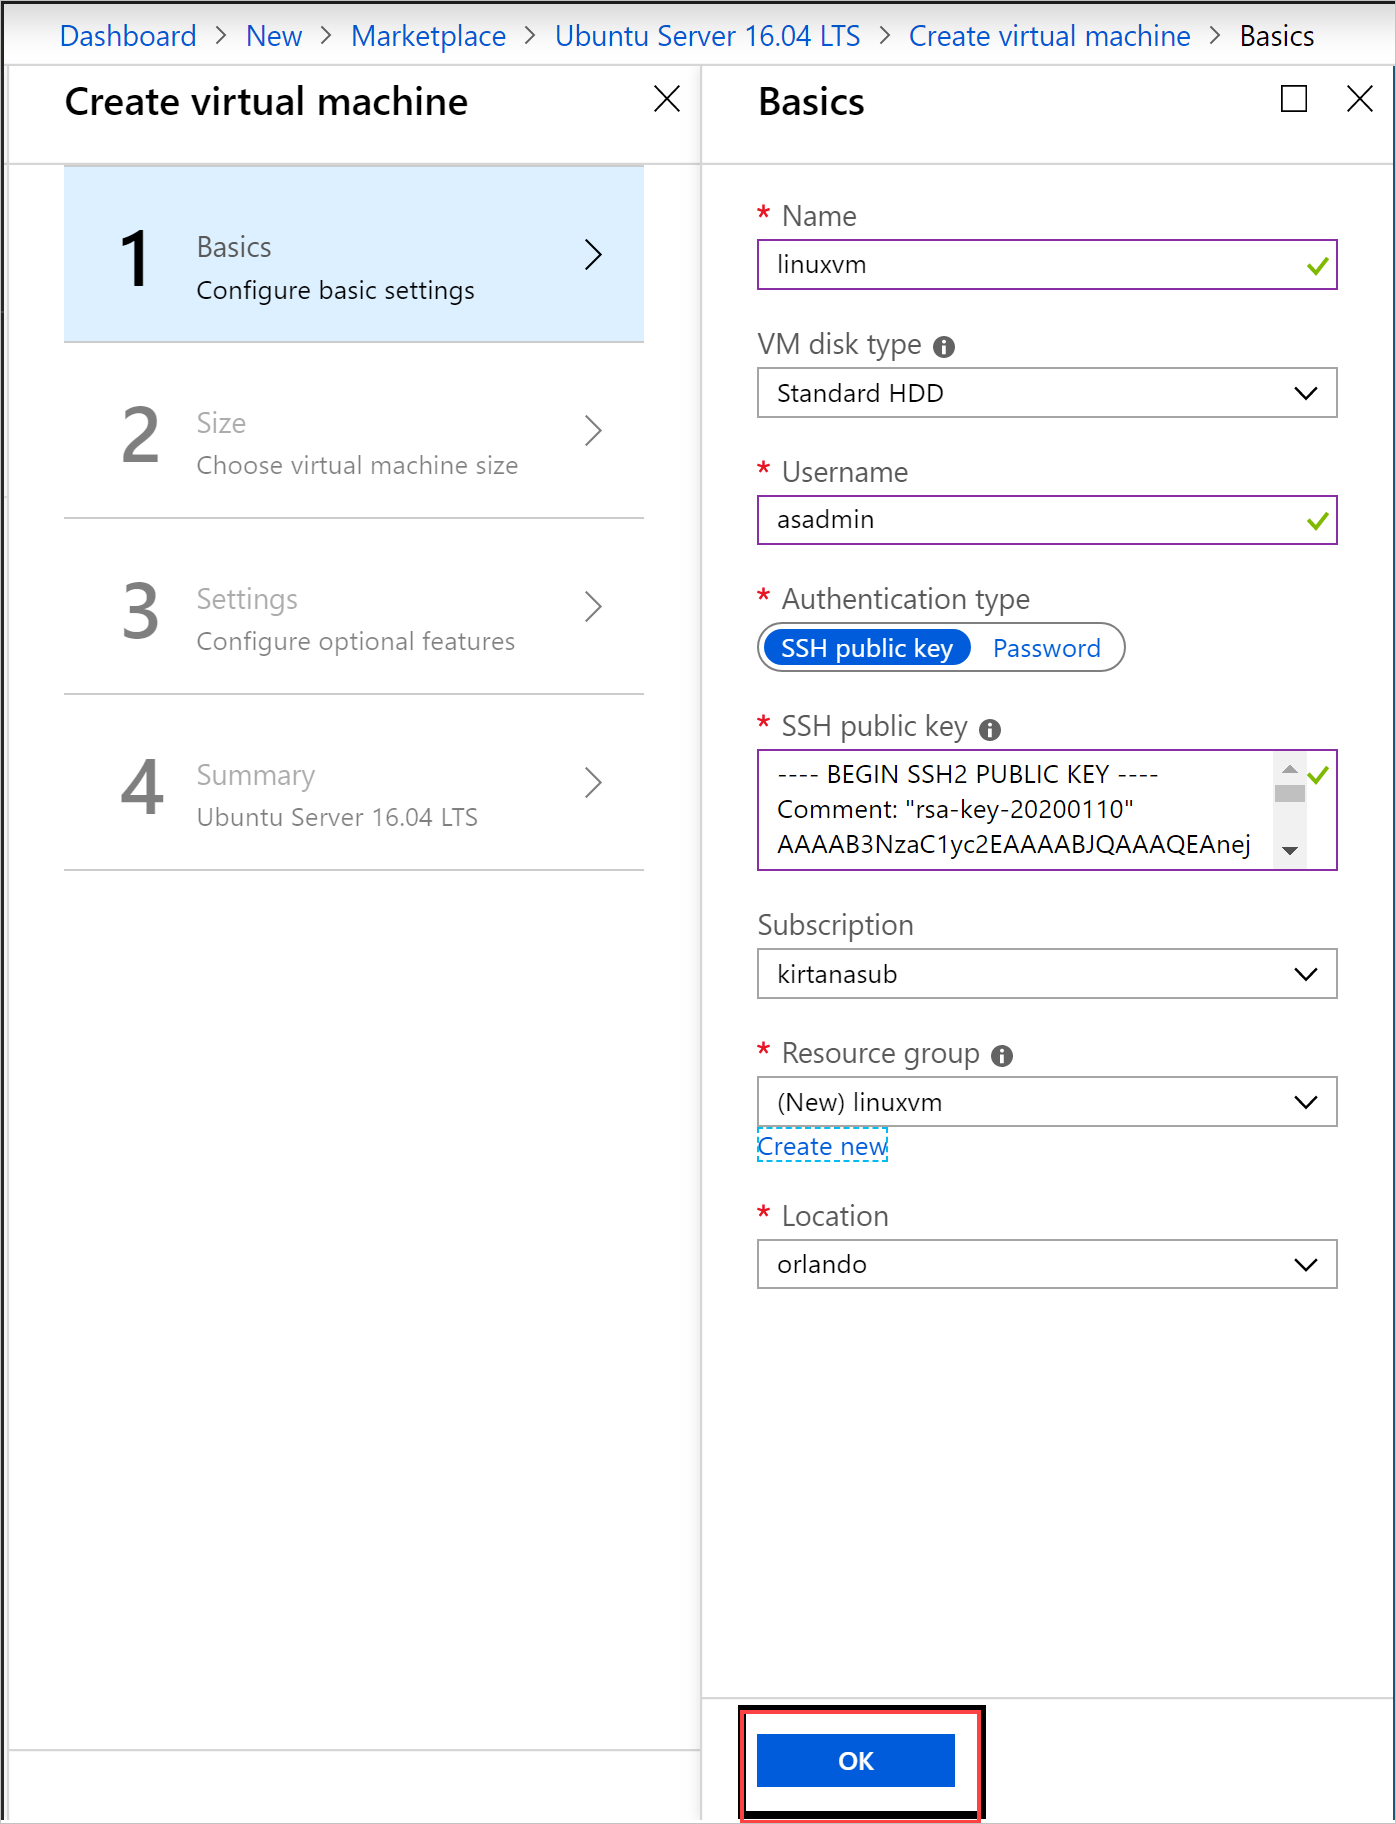 Dashboard > New > Marketplace > Ubuntu Server 16.04 LTS > Create virtual machine > Basics
Create virtual machine
1
Basics
Configure basic settings
2
Size
Choose virtual machine size
3
Settings
Configure optional features
4
Summary
Ubuntu Server 16.04 LTS
Basics
* Name
linuxvm
VM disk type
Standard HDD
* Username
asadmin
* Authentication type
SSH public key Password
* SSH public key
---- BEGIN SSH2 PUBLIC KEY ----
Comment: "rsa-key-20200110"
AAAAB3NzaC1yc2EAAAABJQAAAQEAnej
Subscription
kirtanasub
* Resource group
(New) linuxvm
Create new
* Location
orlando
OK